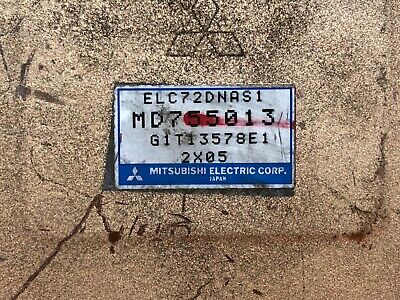 ELC72DNAS1
MD755013
G1T13578E1
2X05
MITSUBISHI ELECTRIC CORP.
JAPAN